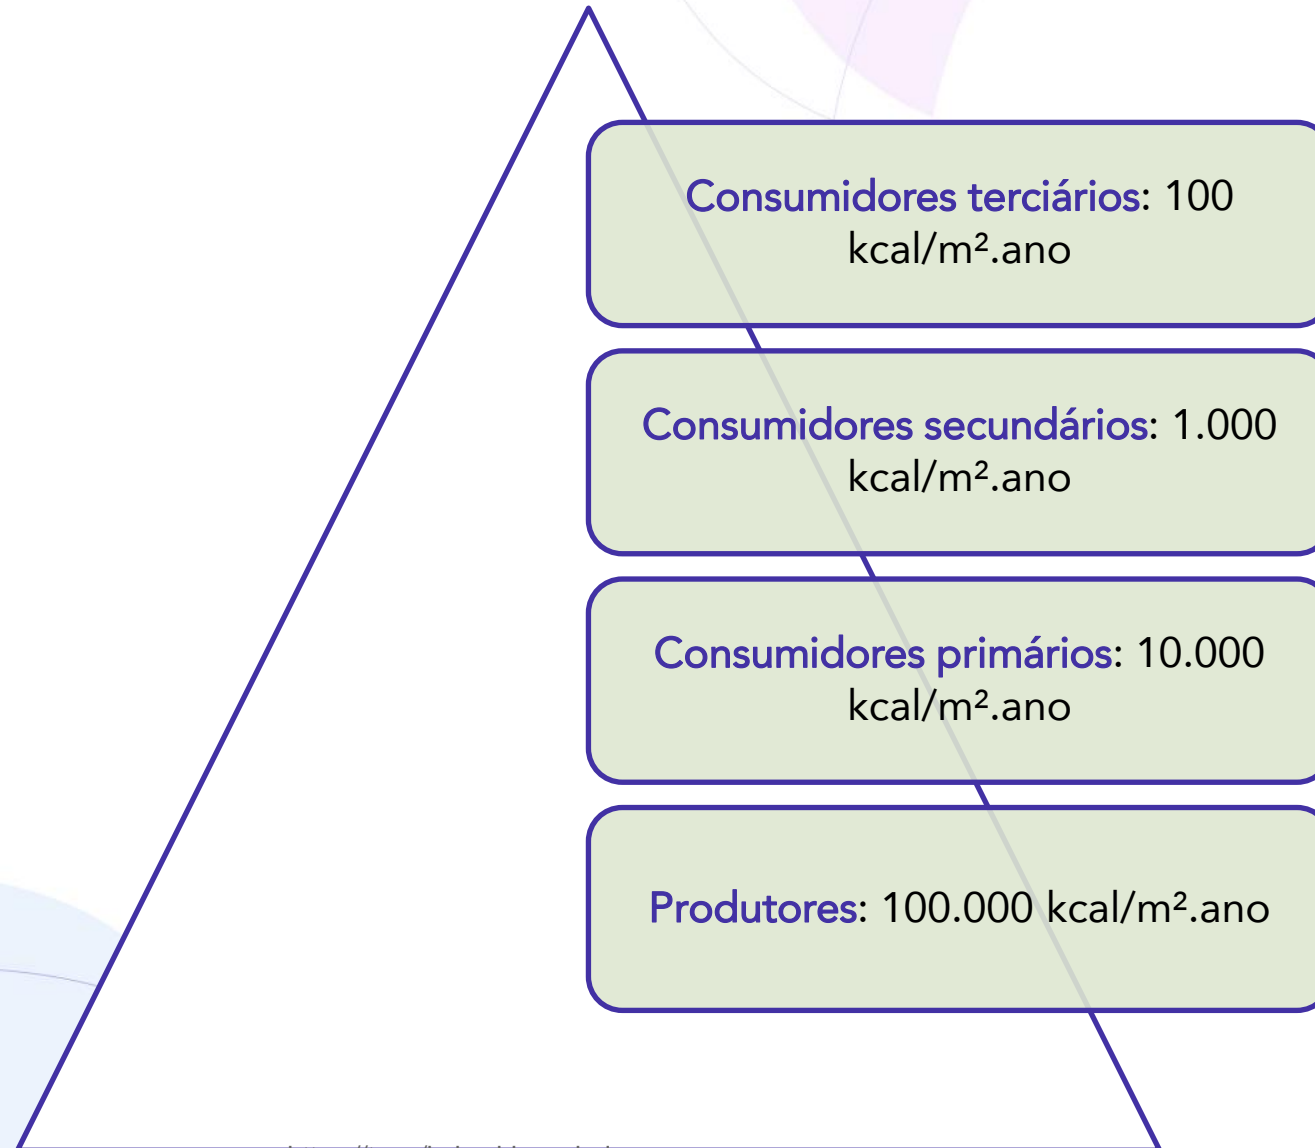 Consumidores terciários: 100
kcal/m².ano
Consumidores secundários: 1.000
kcal/m².ano
Consumidores primários: 10.000
kcal/m².ano
Produtores: 100.000 kcal/m².ano